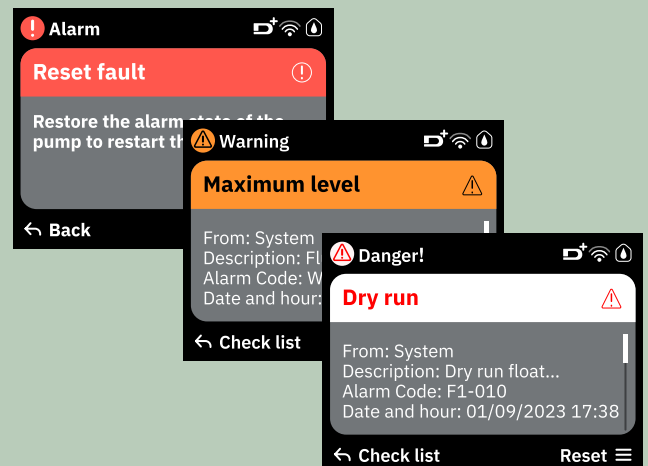 Alarm
Reset fault
Restore the alarm state of the
pump to restart th
Back
Warning
Maximum level
From: System
Description: Fl
Alarm Code: W
Date and hour:
Check list
Danger!
Dry run
From: System
Description: Dry run float...
Alarm Code: F1-010
Date and hour: 01/09/2023 17:38
Check list
Reset